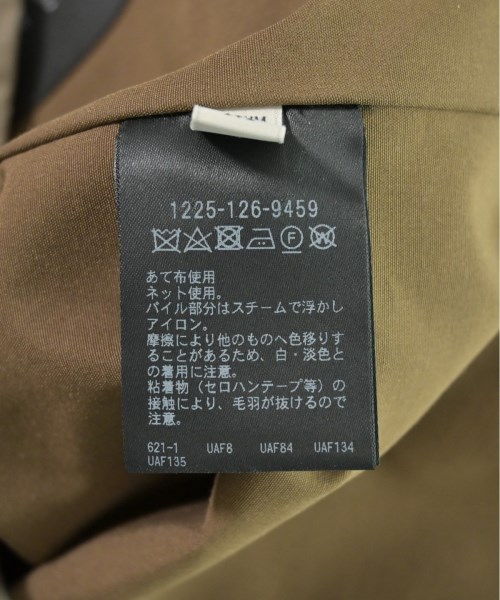 1225-126-9459
F
W
あて布使用
ネット使用。
パイル部分はスチームで浮かし
アイロン。
摩擦により他のものへ色移りす
ることがあるため、白・淡色と
の着用に注意。
粘着物（セロハンテープ等）の
接触により、毛羽が抜けるので
注意。
621-1 UAF8 UAF84 UAF134
UAF135